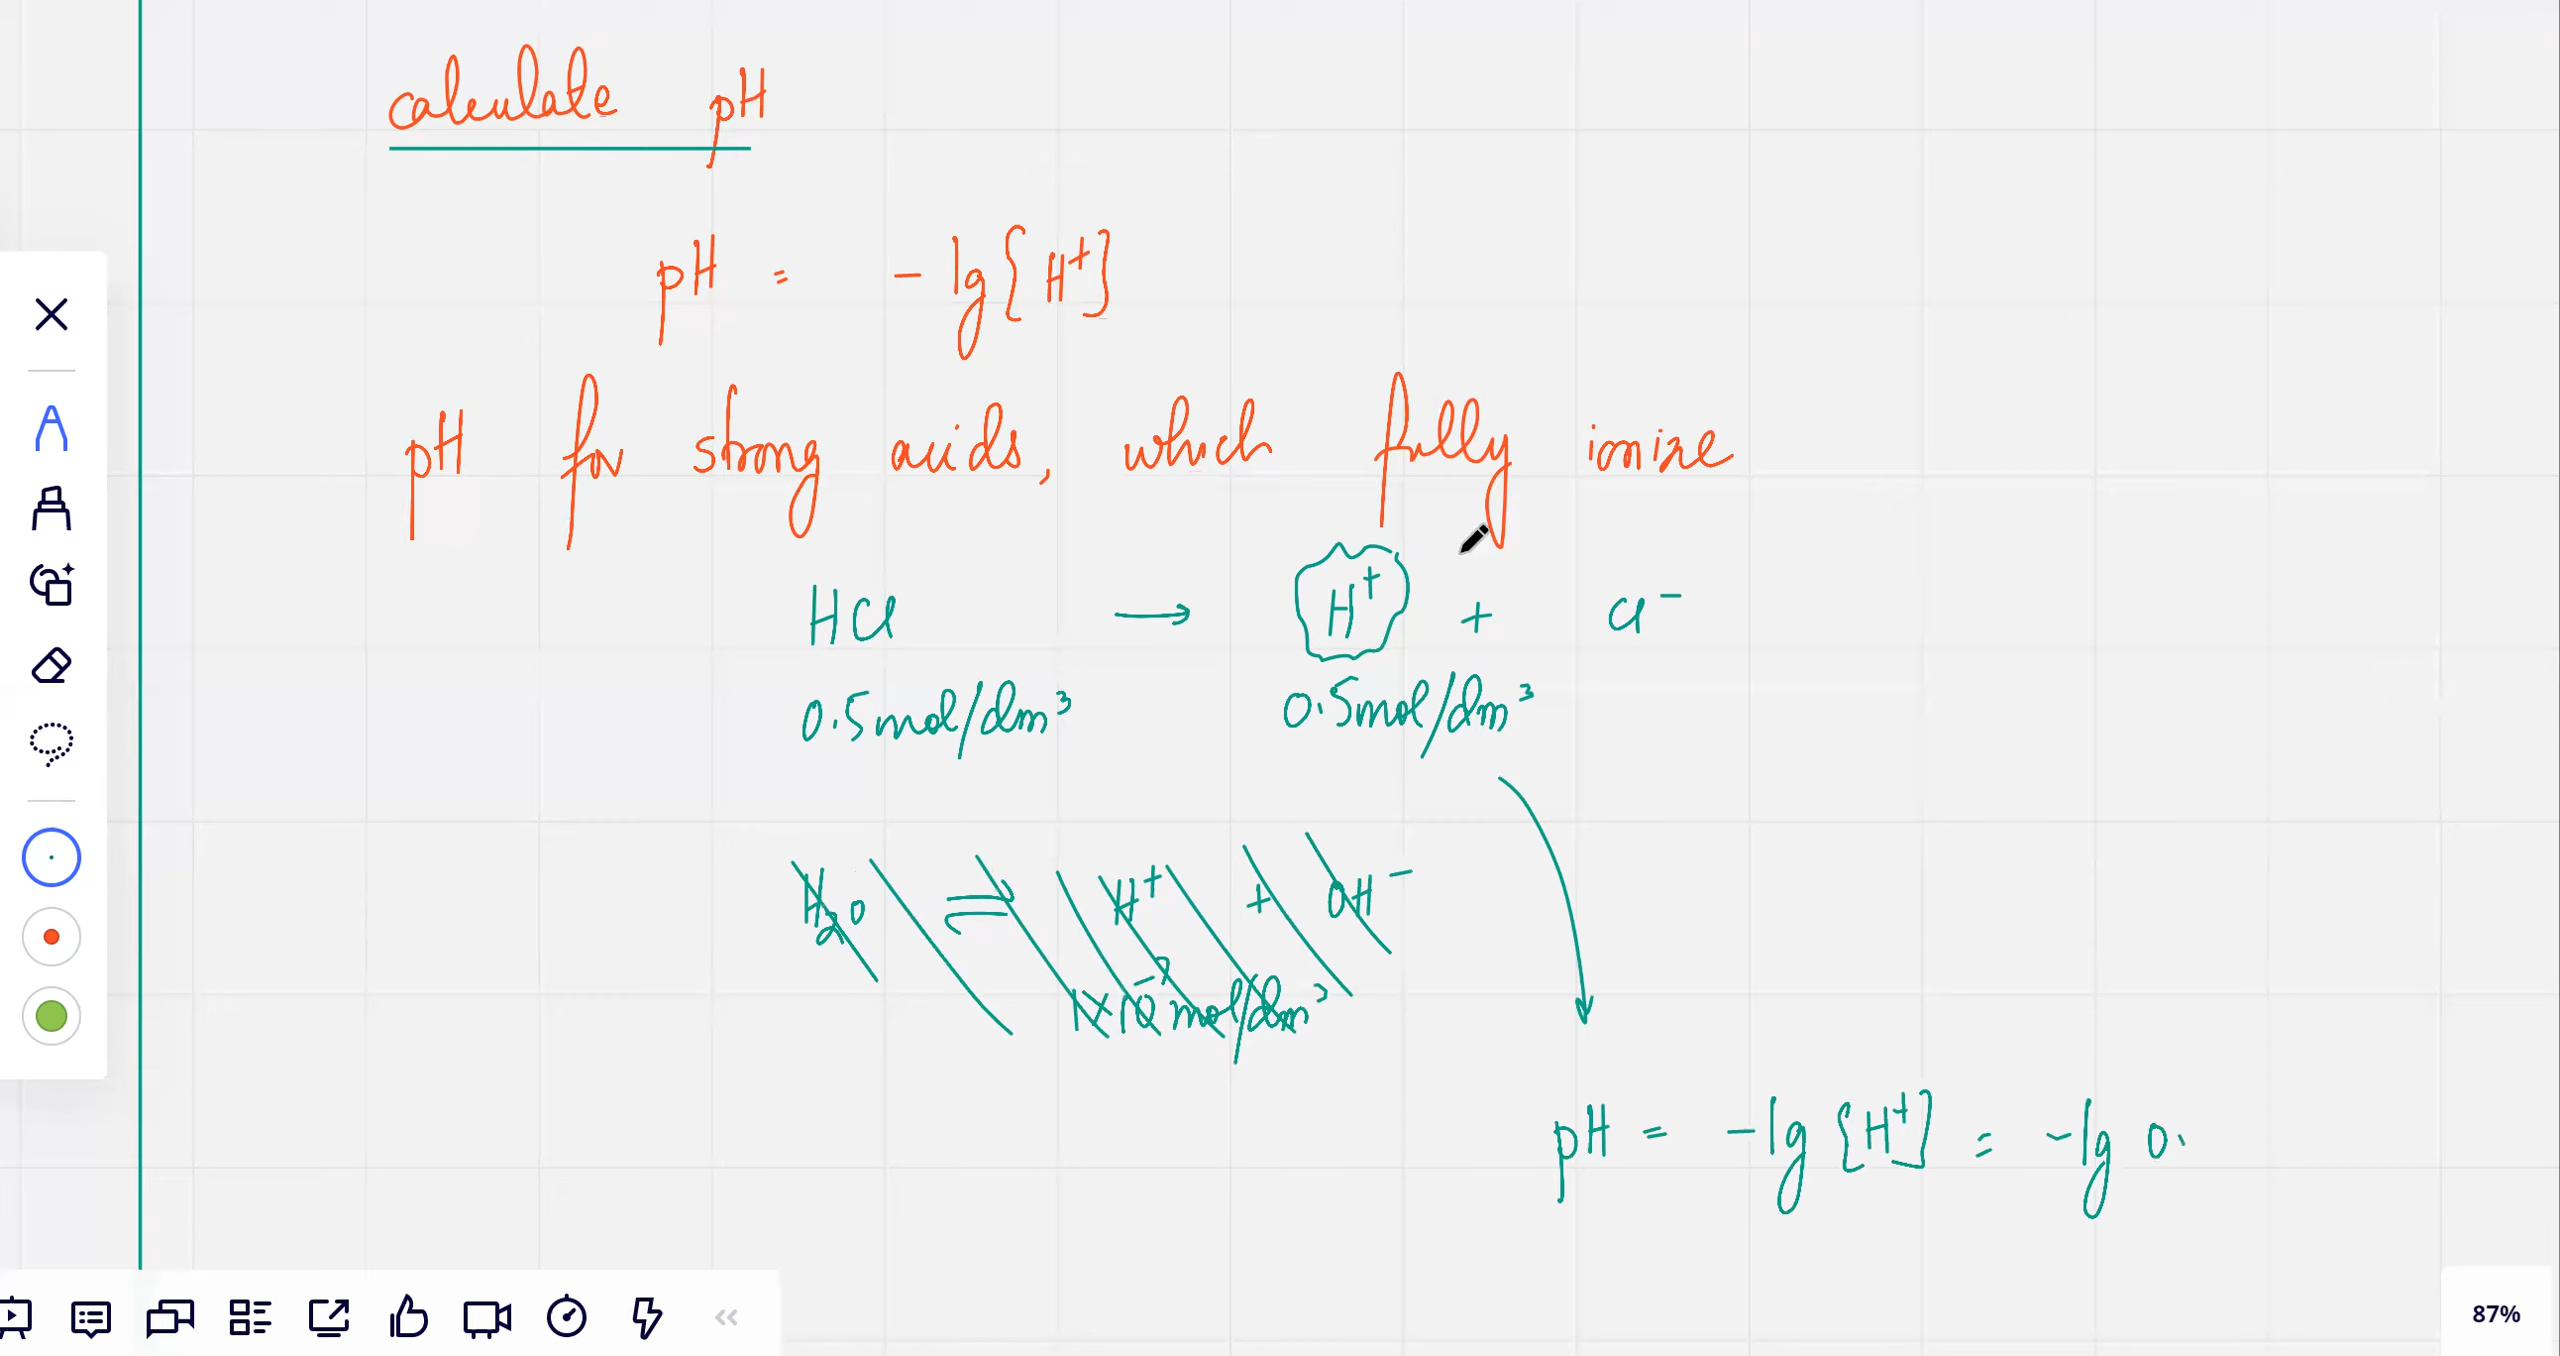 calculate pH
pH = - lg [H⁺]
pH for strong acids, which fully ionize
HCl → H⁺ + Cl⁻
0.5mol/dm³ 0.5mol/dm³
H₂O ⇌ H⁺ + OH⁻
1×10⁻⁷ mol/dm³
pH = -lg [H⁺] = -lg 0.
87%